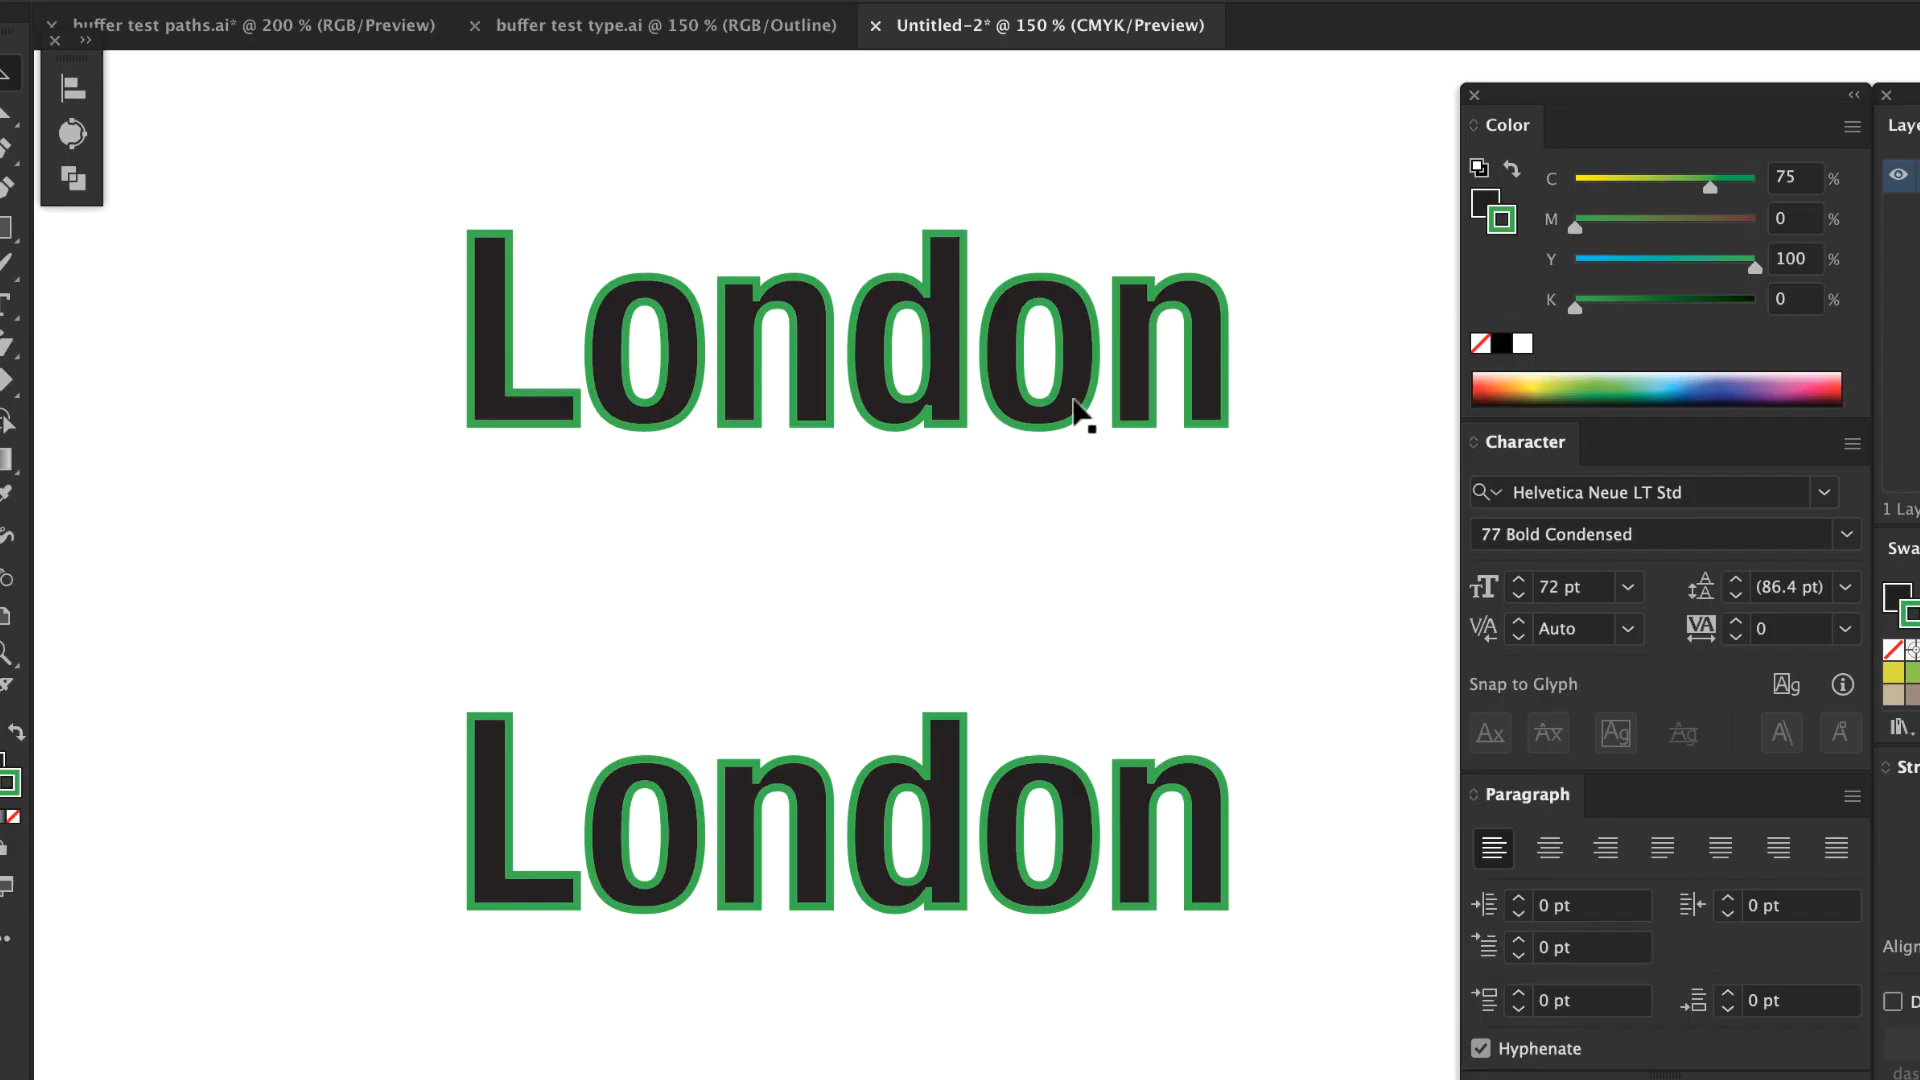 buffer test paths.ai* @ 200 % (RGB/Preview)
buffer test type.ai @ 150 % (RGB/Outline)
Untitled-2* @ 150 % (CMYK/Preview)
London
London
Color
C 75 %
M 0 %
Y 100 %
K 0 %
Character
Helvetica Neue LT Std
77 Bold Condensed
72 pt (86.4 pt)
Auto 0
Snap to Glyph
Paragraph
0 pt 0 pt
0 pt
0 pt 0 pt
Hyphenate
Laye
1 Lay
Swa
Str
Align
D
das